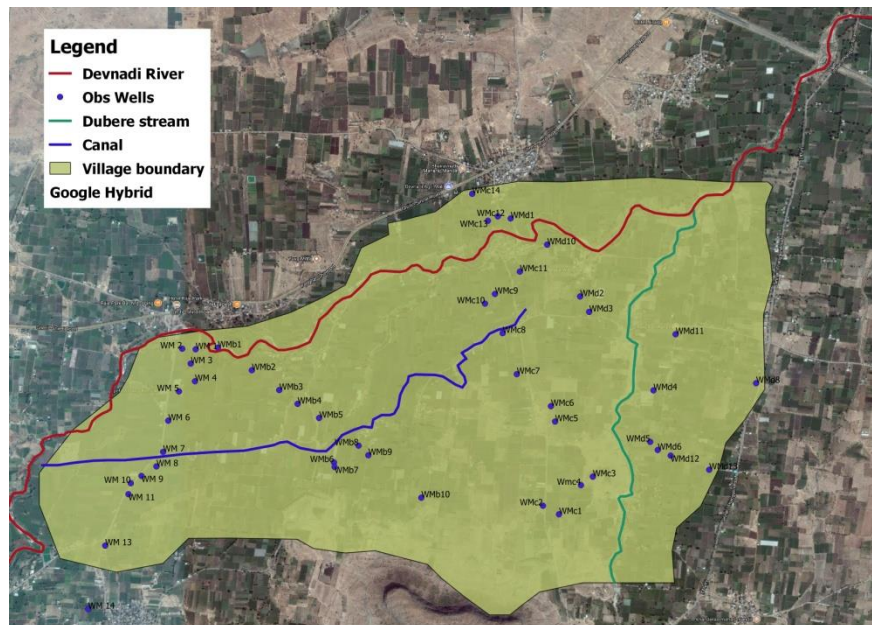 Legend
Devnadi River
Obs Wells
Dubere stream
Canal
Village boundary
Google Hybrid
WMc14
WMc12
WMd1
WMc13
WMd10
WMc11
WMc9
WMd2
WMc10
WMd3
WMc8
WMd11
WM 2
WMb1
WM 3
WMb2
WMc7
WM 4
WMd8
WM 5
WMb3
WMd4
WMb4
WMc6
WMb5
WM 6
WMc5
WMd5
WMb8
WMd6
WM 7
WMb9
WMd12
WM 8
WMb6
WMb7
WMd13
WM 9
WMc3
WM 10
Wmc4
WM 11
WMb10
WMc2
WMc1
WM 13
WM 14